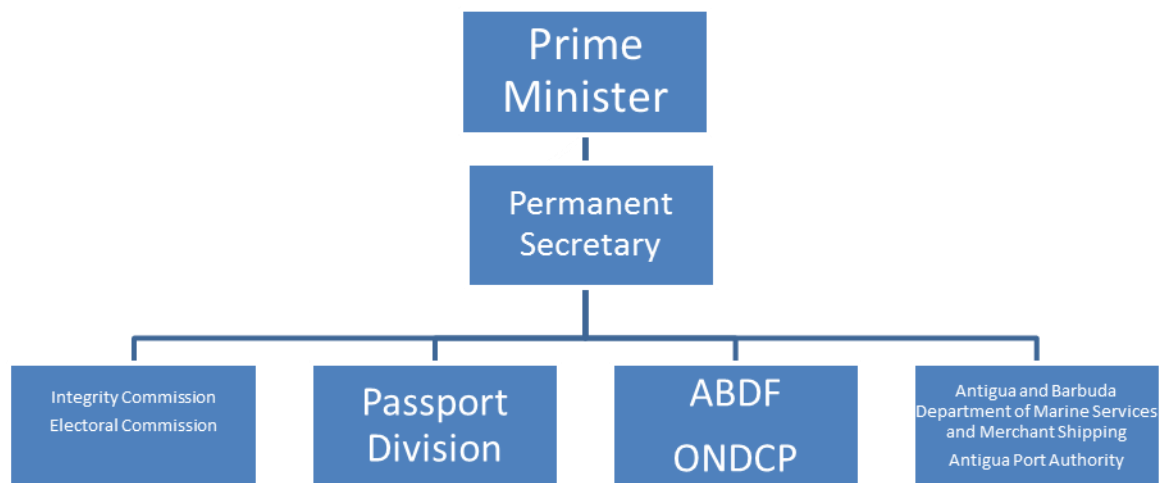 Prime
Minister
Permanent
Secretary
Integrity Commission
Electoral Commission
Passport
Division
ABDF
ONDCP
Antigua and Barbuda
Department of Marine Services
and Merchant Shipping
Antigua Port Authority